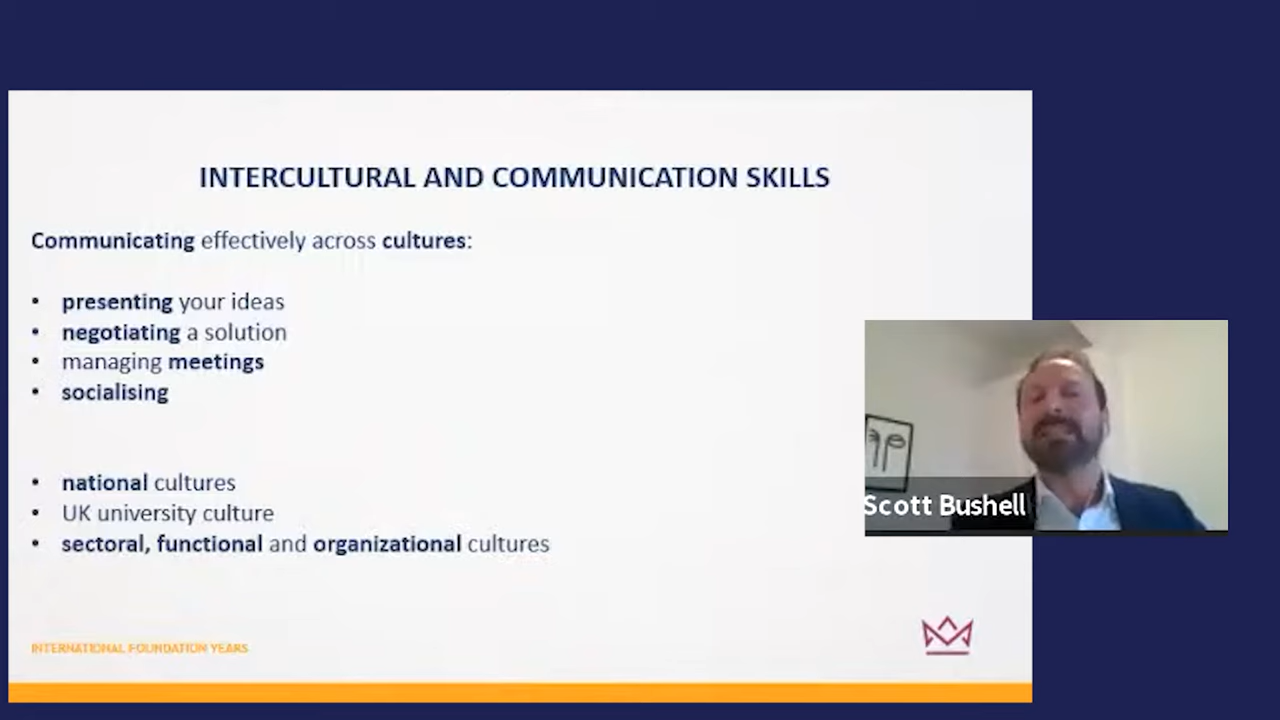 INTERCULTURAL AND COMMUNICATION SKILLS
Communicating effectively across cultures:
• presenting your ideas
• negotiating a solution
• managing meetings
• socialising
• national cultures
• UK university culture
• sectoral, functional and organizational cultures
Scott Bushell
INTERNATIONAL FOUNDATION YEARS